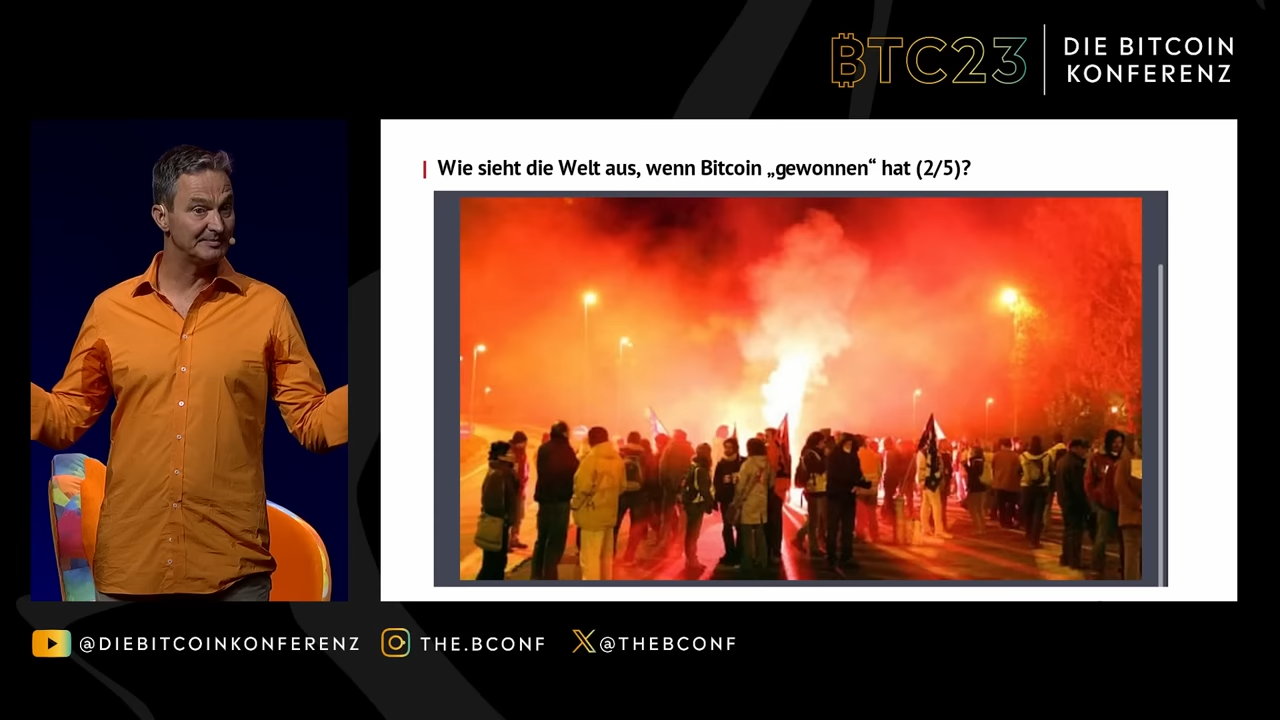 BTC23
DIE BITCOIN
KONFERENZ
Wie sieht die Welt aus, wenn Bitcoin „gewonnen“ hat (2/5)?
@DIEBITCOINKONFERENZ
THE.BCONF
@THEBCONF